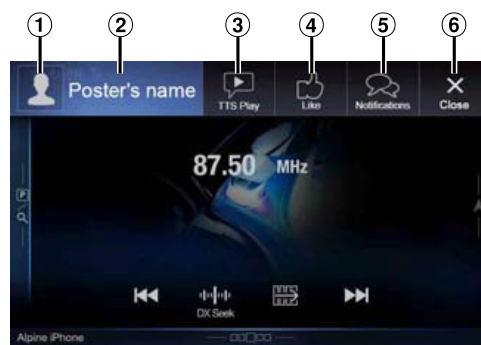 1 2 3 4 5 6
Poster's name
TTS Play
Like
Notifications
Close
87.50 MHz
P
DX Seek
Alpine iPhone